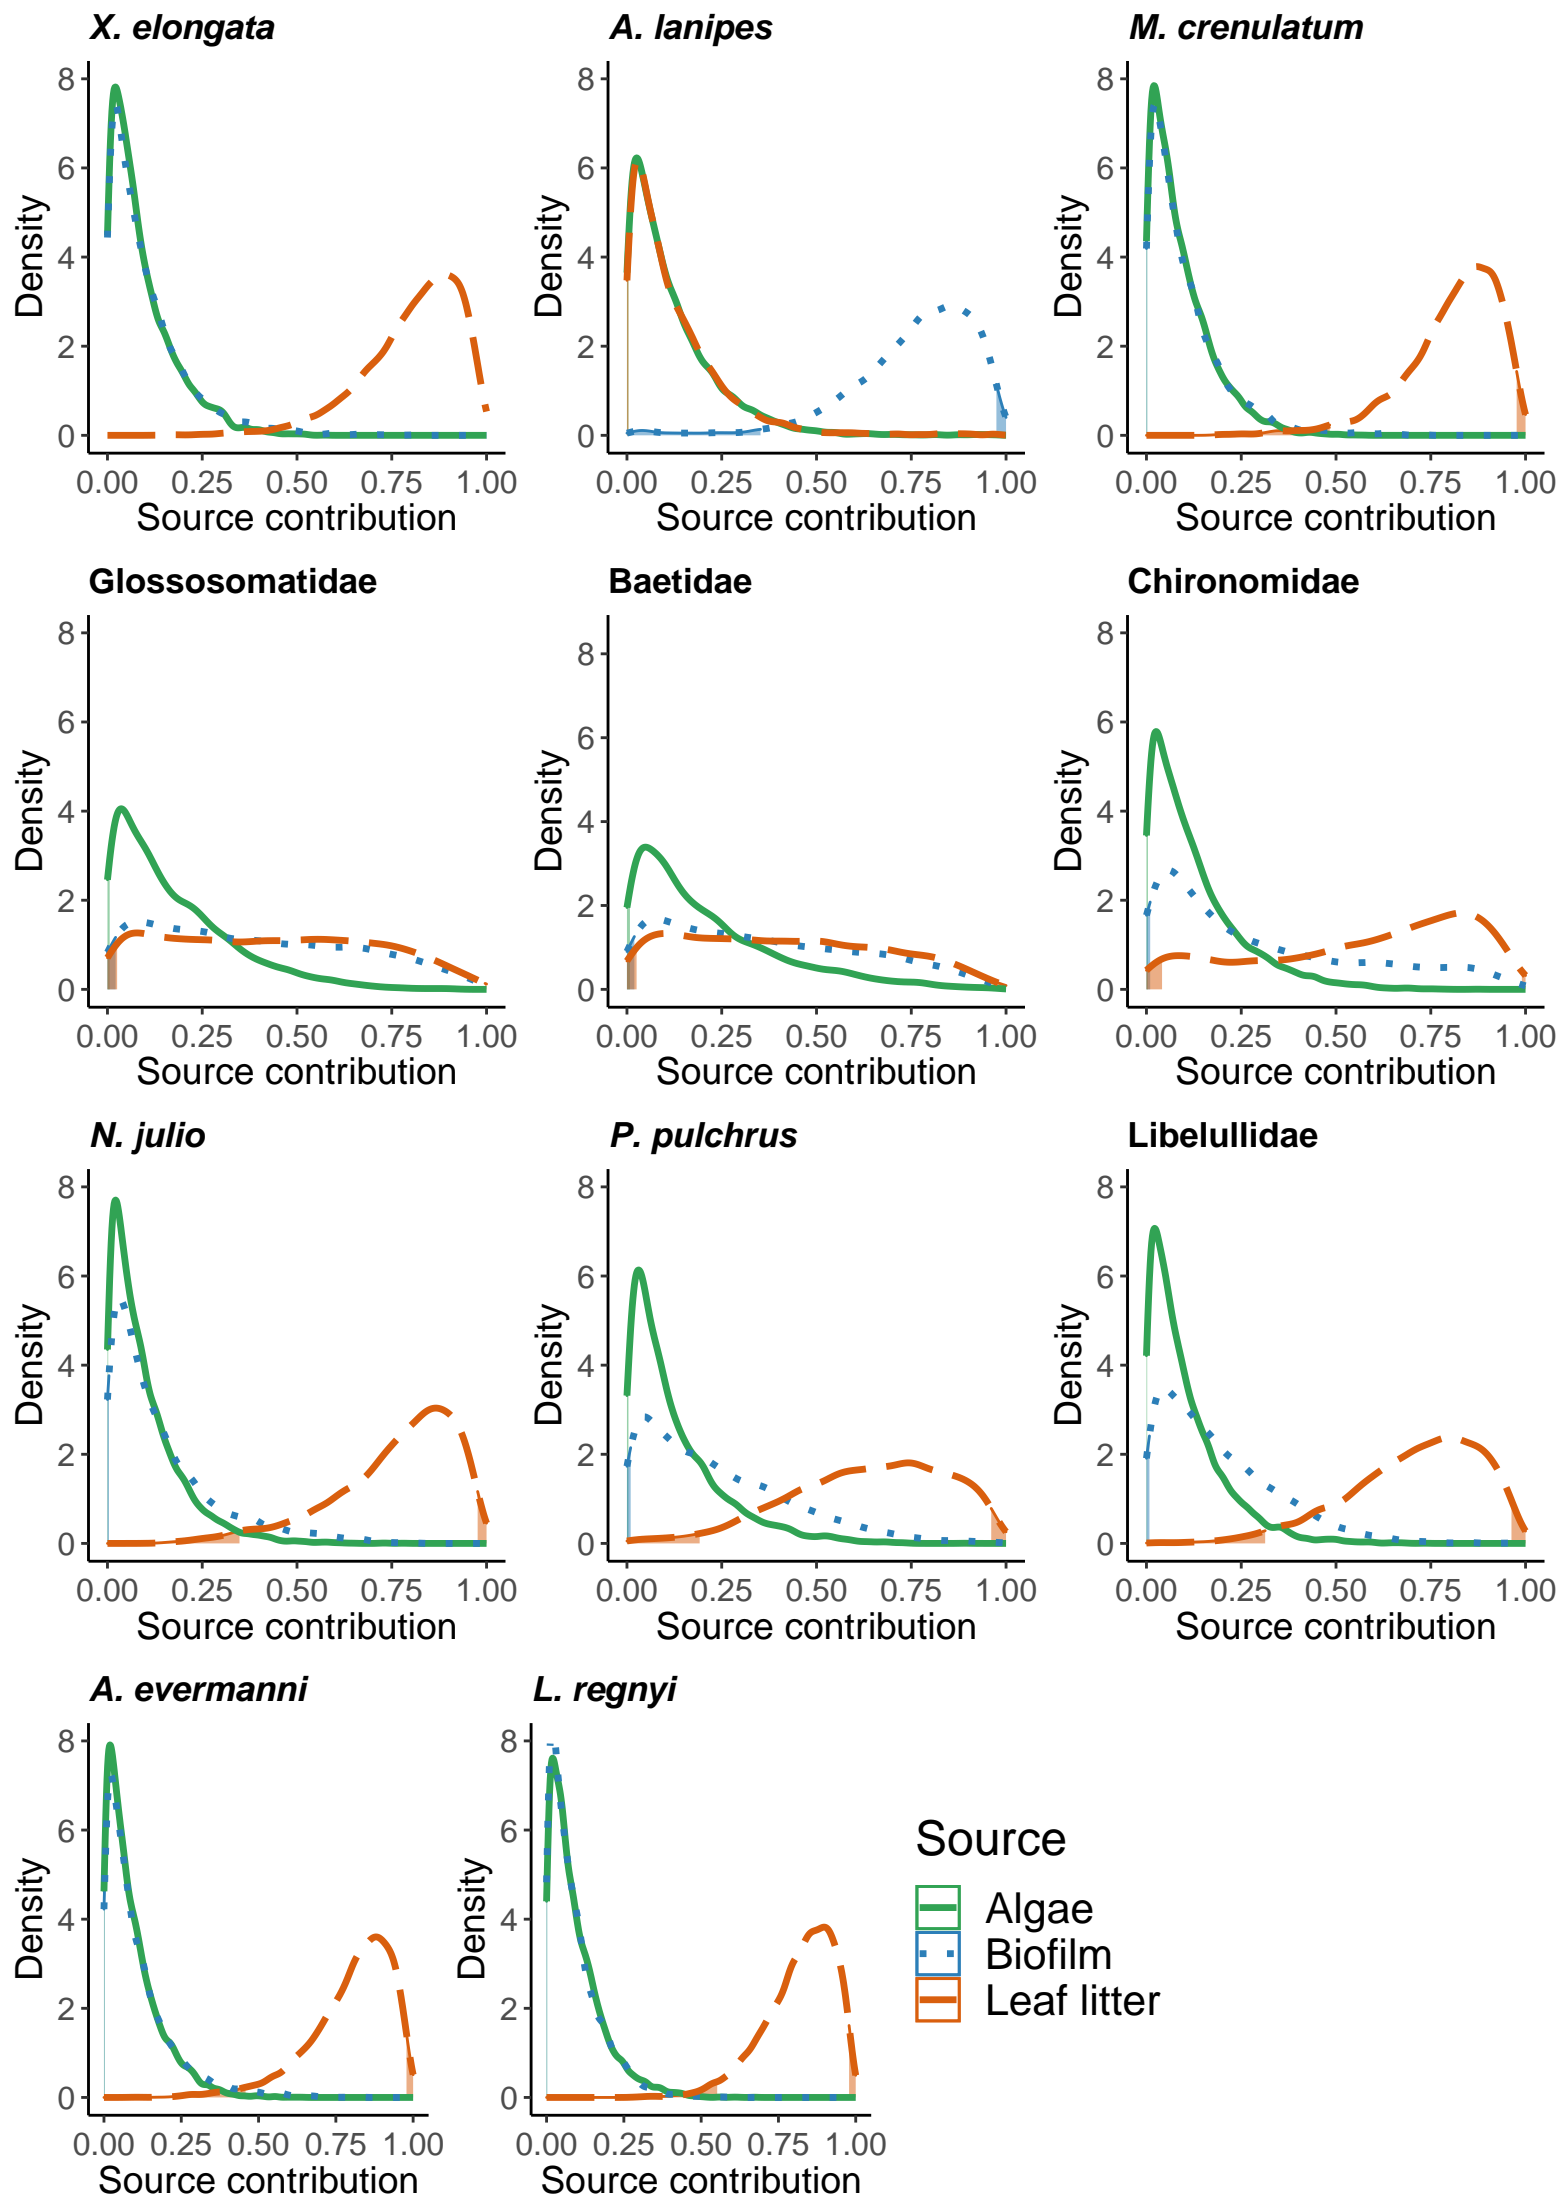 X. elongata
A. lanipes
M. crenulatum
8
6
4
2
0
Density
0.00 0.25 0.50 0.75 1.00
Source contribution
8
6
4
2
0
Density
0.00 0.25 0.50 0.75 1.00
Source contribution
8
6
4
2
0
Density
0.00 0.25 0.50 0.75 1.00
Source contribution
Glossosomatidae
Baetidae
Chironomidae
8
6
4
2
0
Density
0.00 0.25 0.50 0.75 1.00
Source contribution
8
6
4
2
0
Density
0.00 0.25 0.50 0.75 1.00
Source contribution
8
6
4
2
0
Density
0.00 0.25 0.50 0.75 1.00
Source contribution
N. julio
P. pulchrus
Libelullidae
8
6
4
2
0
Density
0.00 0.25 0.50 0.75 1.00
Source contribution
8
6
4
2
0
Density
0.00 0.25 0.50 0.75 1.00
Source contribution
8
6
4
2
0
Density
0.00 0.25 0.50 0.75 1.00
Source contribution
A. evermanni
L. regnyi
8
6
4
2
0
Density
0.00 0.25 0.50 0.75 1.00
Source contribution
8
6
4
2
0
Density
0.00 0.25 0.50 0.75 1.00
Source contribution
Source
Algae
Biofilm
Leaf litter